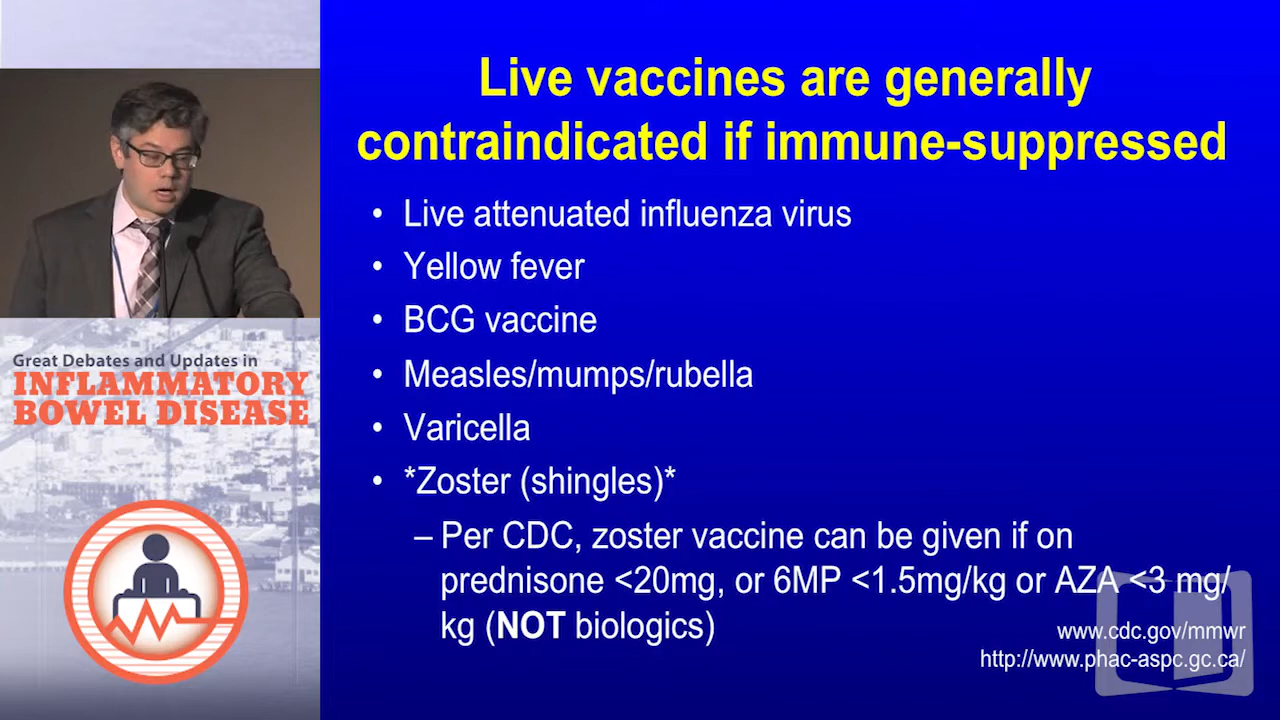 Live vaccines are generally
contraindicated if immune-suppressed
• Live attenuated influenza virus
• Yellow fever
• BCG vaccine
• Measles/mumps/rubella
• Varicella
• *Zoster (shingles)*
– Per CDC, zoster vaccine can be given if on
prednisone <20mg, or 6MP <1.5mg/kg or AZA <3 mg/
kg (NOT biologics)
www.cdc.gov/mmwr
http://www.phac-aspc.gc.ca/
Great Debates and Updates in
INFLAMMATORY
BOWEL DISEASE